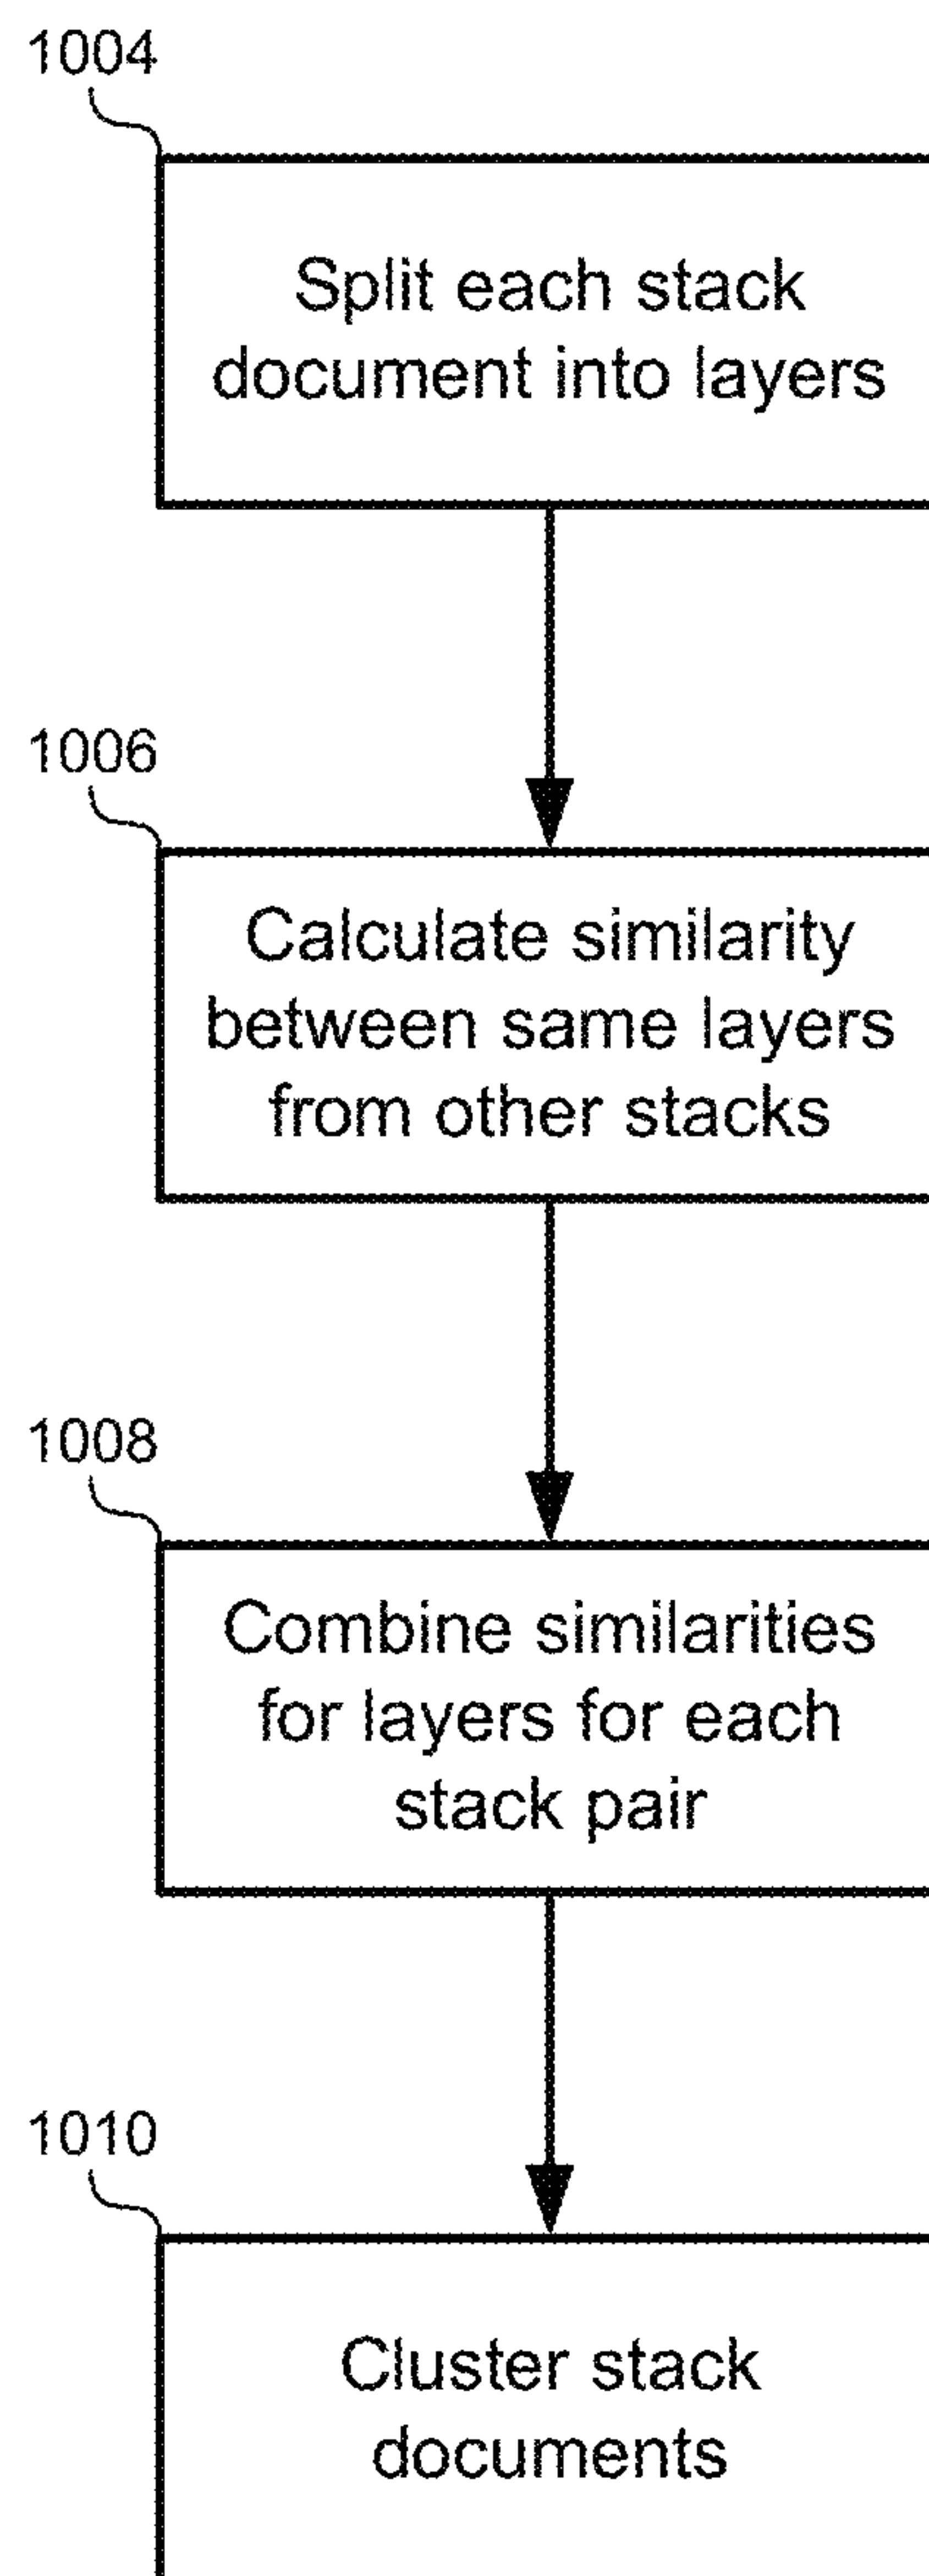 1004
Split each stack
document into layers
1006
Calculate similarity
between same layers
from other stacks
1008
Combine similarities
for layers for each
stack pair
1010
Cluster stack
documents